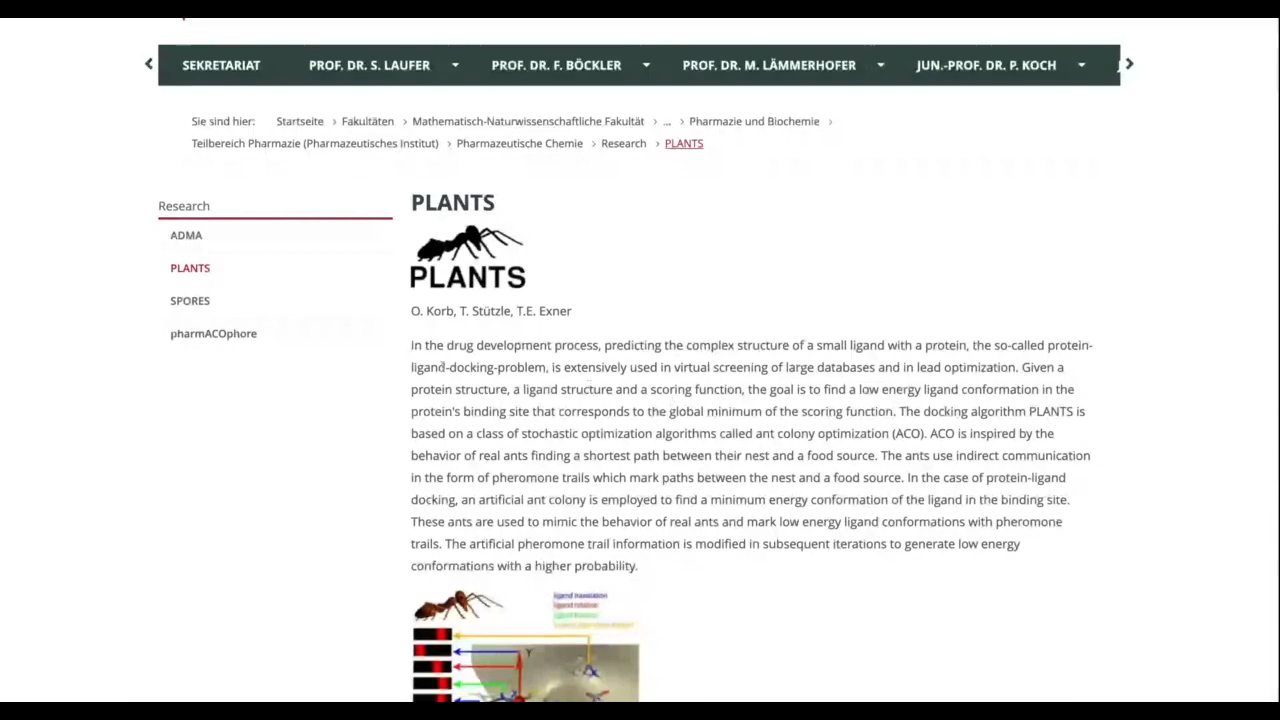 SEKRETARIAT PROF. DR. S. LAUFER PROF. DR. F. BÖCKLER PROF. DR. M. LÄMMERHOFER JUN.-PROF. DR. P. KOCH
Sie sind hier: Startseite > Fakultäten > Mathematisch-Naturwissenschaftliche Fakultät > ... > Pharmazie und Biochemie >
Teilbereich Pharmazie (Pharmazeutisches Institut) > Pharmazeutische Chemie > Research > PLANTS
Research
ADMA
PLANTS
SPORES
pharmACOphore
PLANTS
PLANTS
O. Korb, T. Stützle, T.E. Exner
In the drug development process, predicting the complex structure of a small ligand with a protein, the so-called protein-
ligand-docking-problem, is extensively used in virtual screening of large databases and in lead optimization. Given a
protein structure, a ligand structure and a scoring function, the goal is to find a low energy ligand conformation in the
protein's binding site that corresponds to the global minimum of the scoring function. The docking algorithm PLANTS is
based on a class of stochastic optimization algorithms called ant colony optimization (ACO). ACO is inspired by the
behavior of real ants finding a shortest path between their nest and a food source. The ants use indirect communication
in the form of pheromone trails which mark paths between the nest and a food source. In the case of protein-ligand
docking, an artificial ant colony is employed to find a minimum energy conformation of the ligand in the binding site.
These ants are used to mimic the behavior of real ants and mark low energy ligand conformations with pheromone
trails. The artificial pheromone trail information is modified in subsequent iterations to generate low energy
conformations with a higher probability.
ligand translation
ligand rotation
ligand torsion
Y